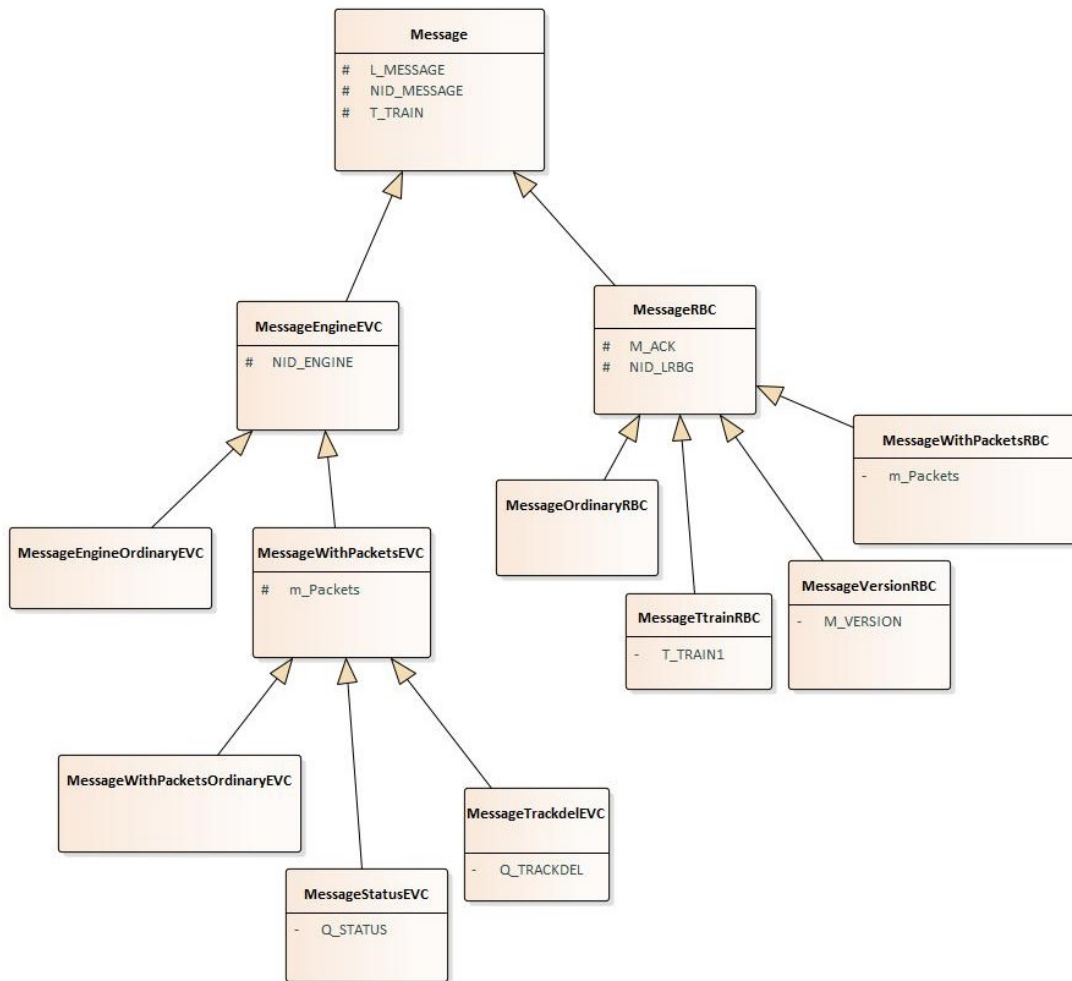 Message
# L_MESSAGE
# NID_MESSAGE
# T_TRAIN
MessageEngineEVC
# NID_ENGINE
MessageRBC
# M_ACK
# NID_LRBG
MessageWithPacketsRBC
- m_Packets
MessageOrdinaryRBC
MessageEngineOrdinaryEVC
MessageWithPacketsEVC
# m_Packets
MessageVersionRBC
- M_VERSION
MessageTtrainRBC
- T_TRAIN1
MessageWithPacketsOrdinaryEVC
MessageTrackdelEVC
- Q_TRACKDEL
MessageStatusEVC
- Q_STATUS